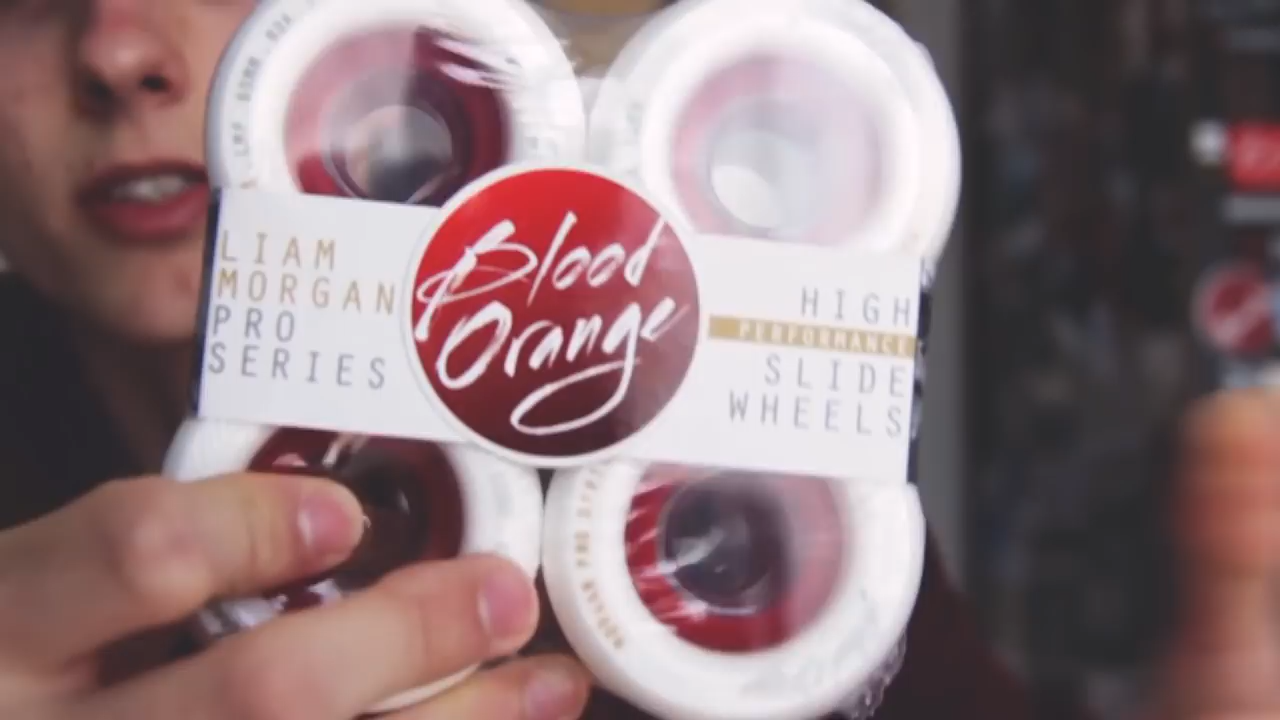 LIAM
MORGAN
PRO
SERIES
Blood
Orange
HIGH
PERFORMANCE
SLIDE
WHEELS